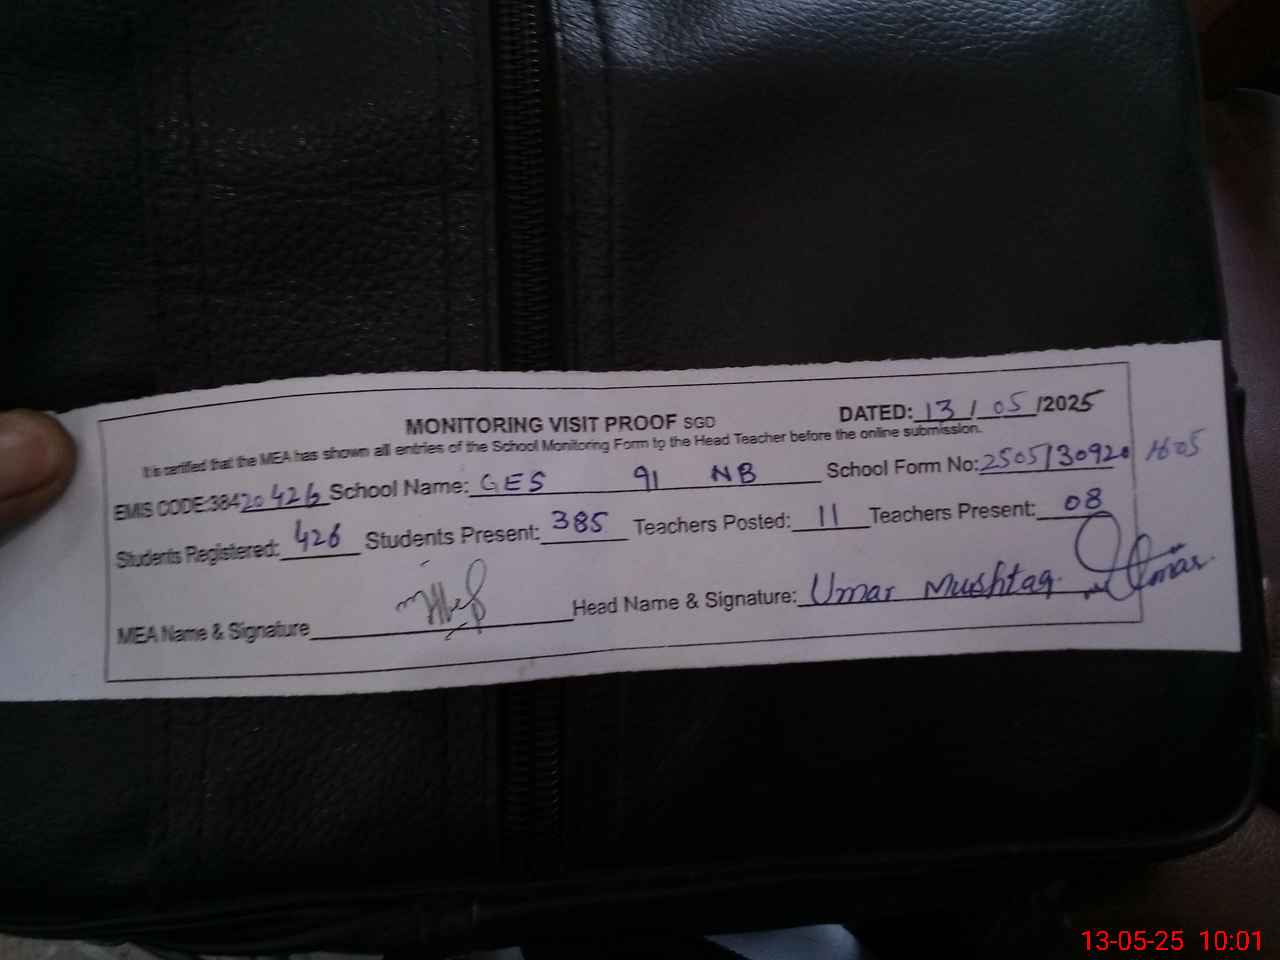 MONITORING VISIT PROOF SGD DATED: 13/05/2025
It is certified that the MEA has shown all entries of the School Monitoring Form to the Head Teacher before the online submission.
EMIS CODE:38420426 School Name: GES 91 NB School Form No: 2505130920 1605
Students Registered: 426 Students Present: 385 Teachers Posted: 11 Teachers Present: 08
MEA Name & Signature Head Name & Signature: Umar Mushtaq Umar
13-05-25 10:01